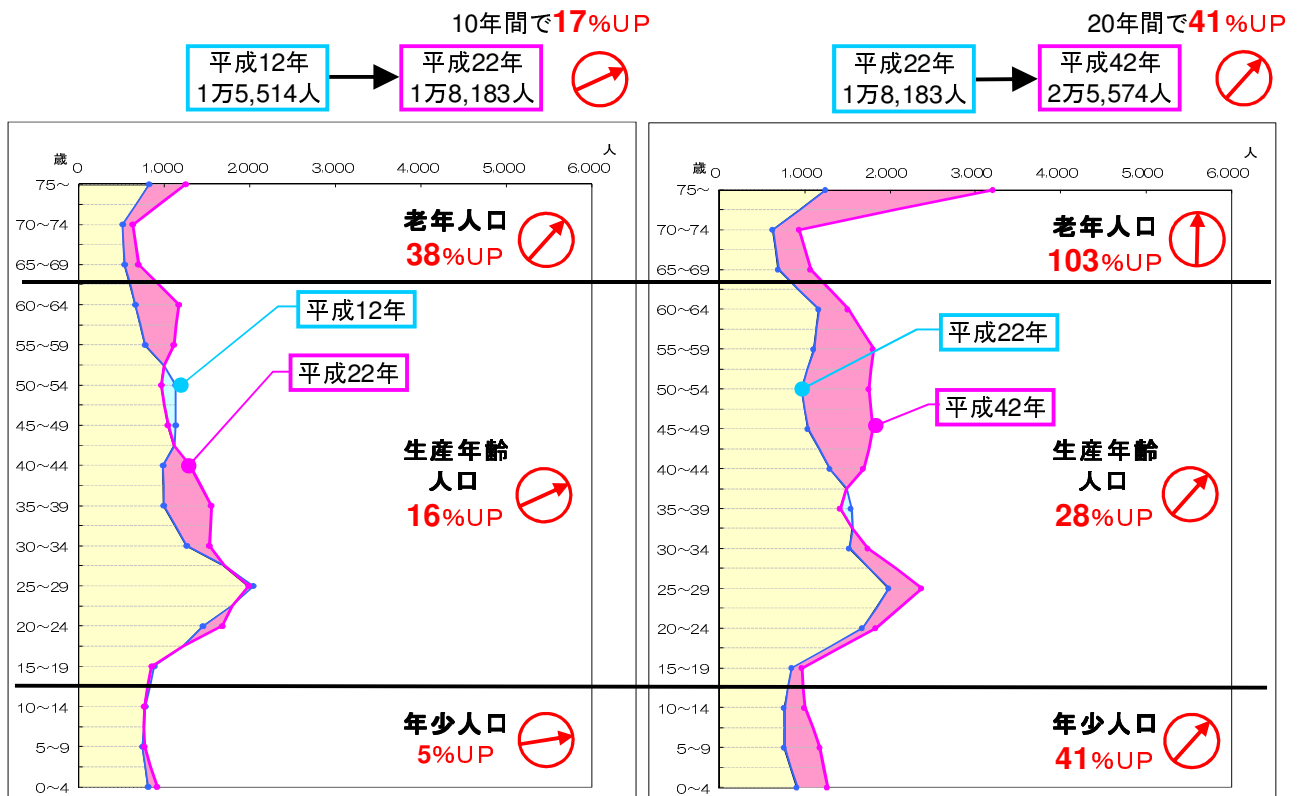 10年間で17%UP
平成12年
1万5,514人
平成22年
1万8,183人
歳
人
0
1.000
2.000
3.000
4.000
5.000
6.000
75～
70～74
65～69
60～64
55～59
50～54
45～49
40～44
35～39
30～34
25～29
20～24
15～19
10～14
5～9
0～4
老年人口
38%UP
平成12年
平成22年
生産年齢
人口
16%UP
年少人口
5%UP
20年間で41%UP
平成22年
1万8,183人
平成42年
2万5,574人
歳
人
0
1.000
2.000
3.000
4.000
5.000
6.000
75～
70～74
65～69
60～64
55～59
50～54
45～49
40～44
35～39
30～34
25～29
20～24
15～19
10～14
5～9
0～4
老年人口
103%UP
平成22年
平成42年
生産年齢
人口
28%UP
年少人口
41%UP